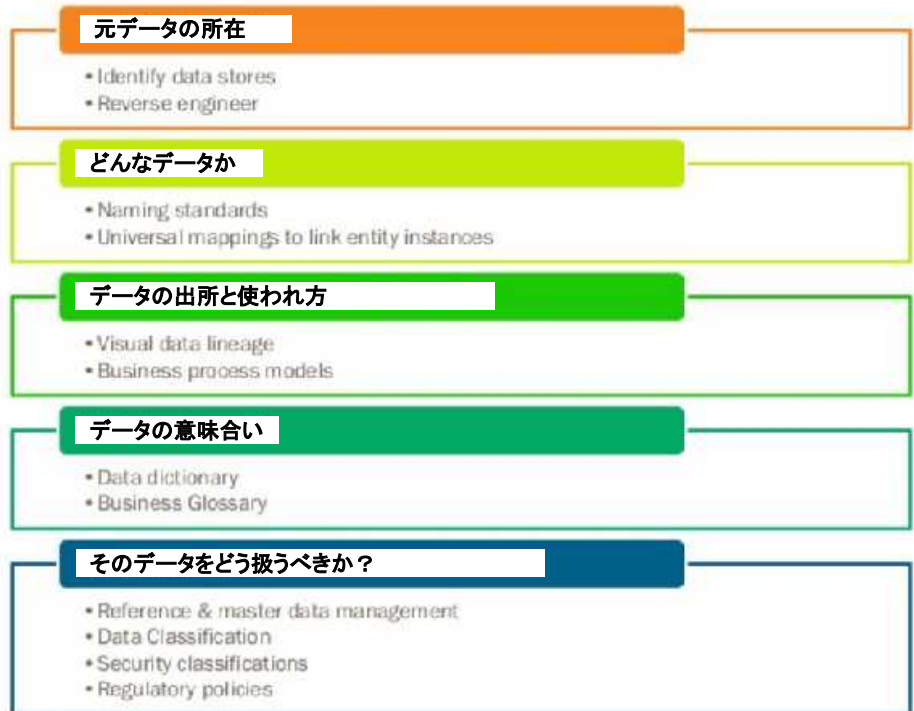 元データの所在
• Identify data stores
• Reverse engineer
どんなデータか
• Naming standards
• Universal mappings to link entity instances
データの出所と使われ方
• Visual data lineage
• Business process models
データの意味合い
• Data dictionary
• Business Glossary
そのデータをどう扱うべきか？
• Reference & master data management
• Data Classification
• Security classifications
• Regulatory policies